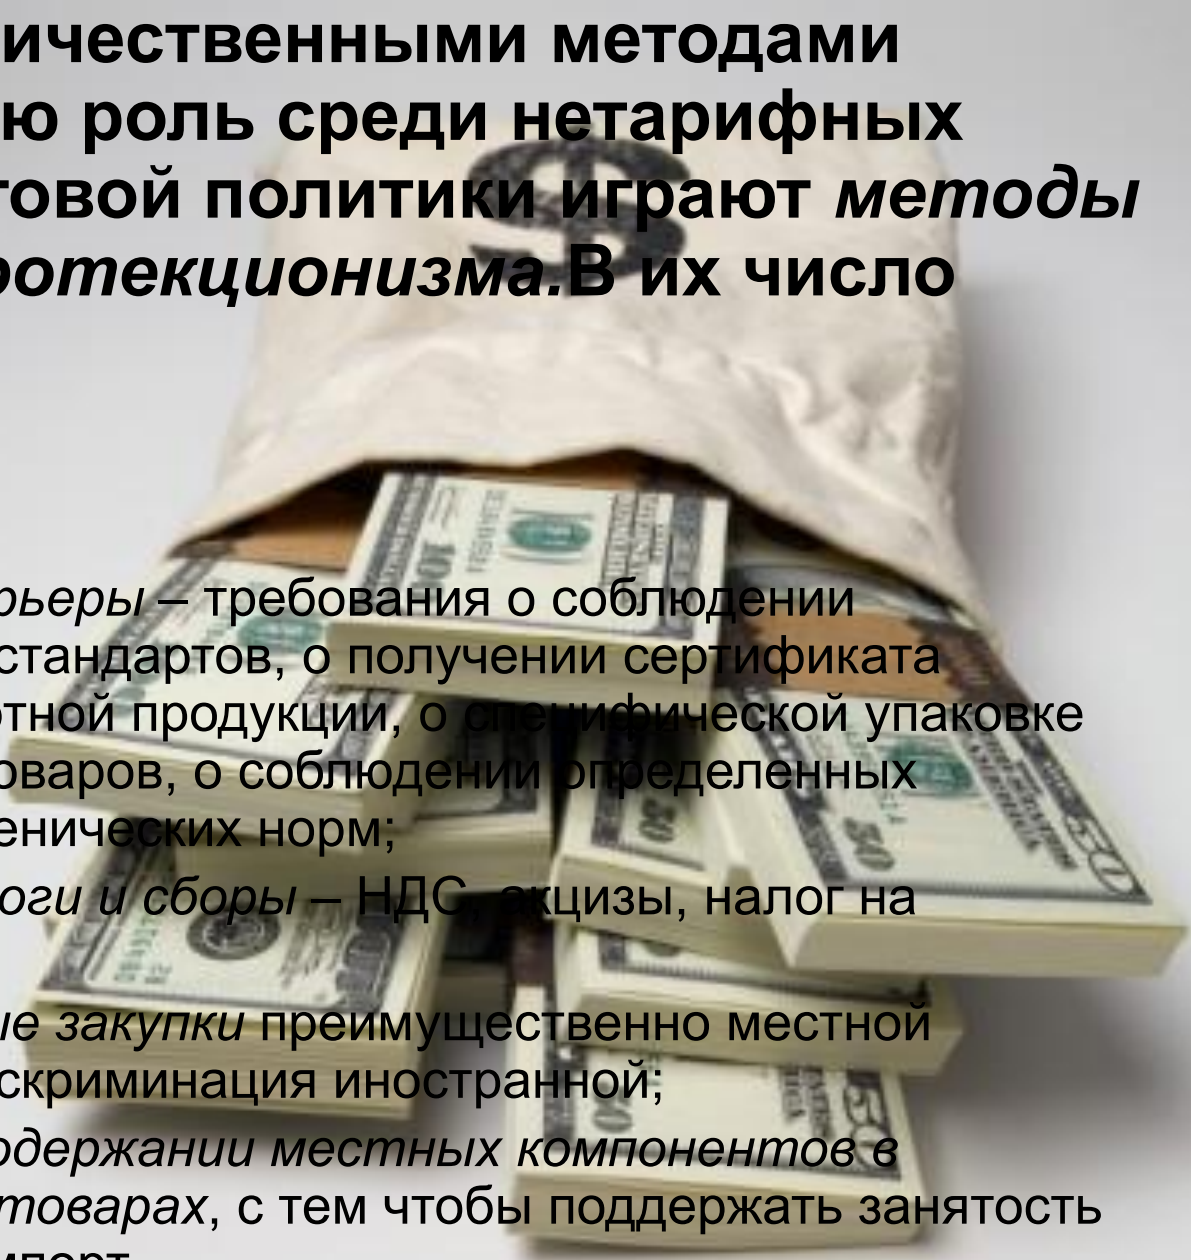 ичественными методами
ю роль среди нетарифных
товой политики играют методы
ротекционизма.В их число
рьеры – требования о соблюдении
стандартов, о получении сертификата
отной продукции, о специфической упаковке
оваров, о соблюдении определенных
енических норм;
оги и сборы – НДС, акцизы, налог на
ые закупки преимущественно местной
скриминация иностранной;
одержании местных компонентов в
товарах, с тем чтобы поддержать занятость